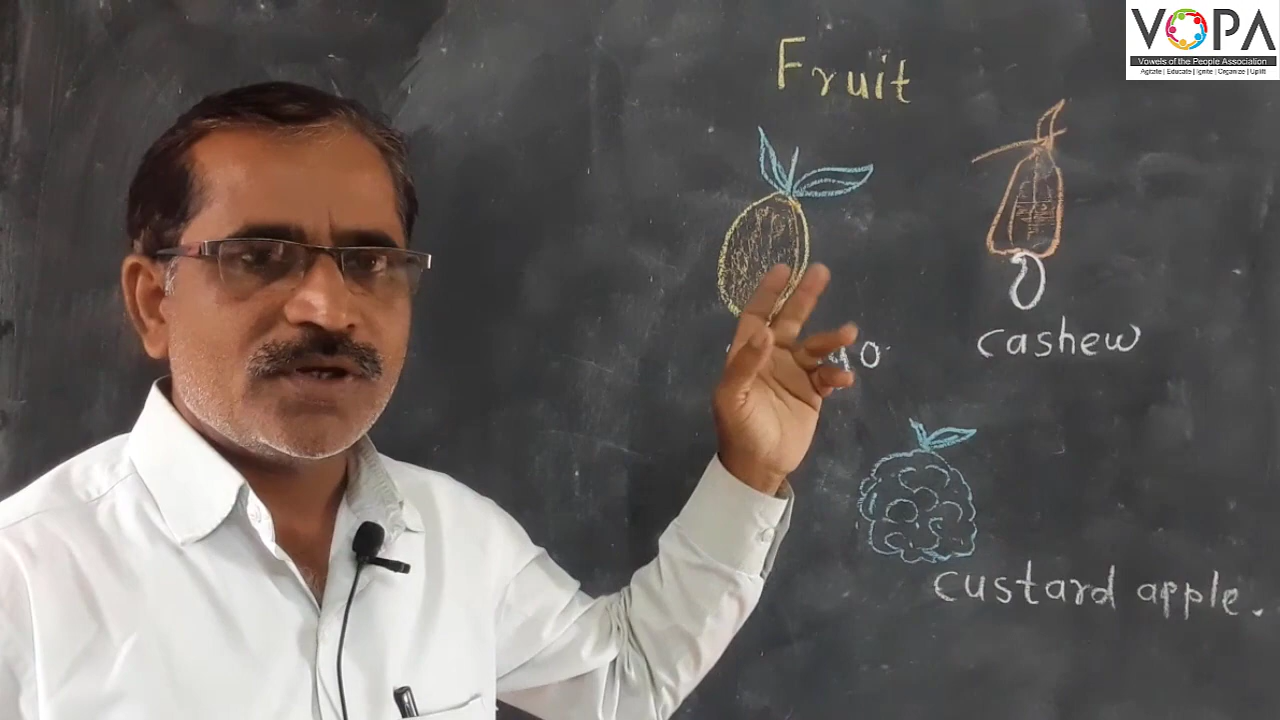 VOPA
Vowels of the People Association
Agitate | Educate | Ignite | Organize | Uplift
Fruit
cashew
custard apple.